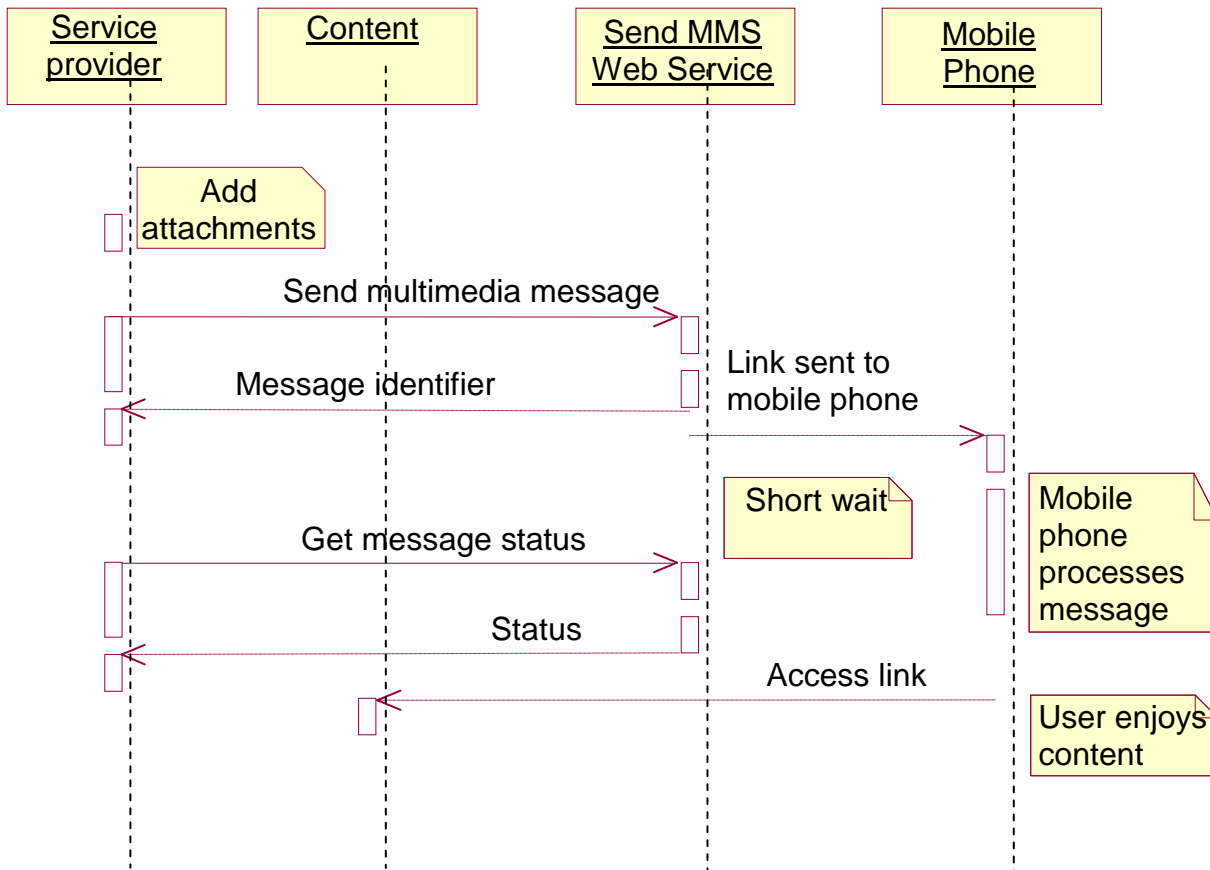 Service
provider
Content
Send MMS
Web Service
Mobile
Phone
Add
attachments
Send multimedia message
Link sent to
mobile phone
Message identifier
Short wait
Mobile
phone
processes
message
Get message status
Status
Access link
User enjoys
content